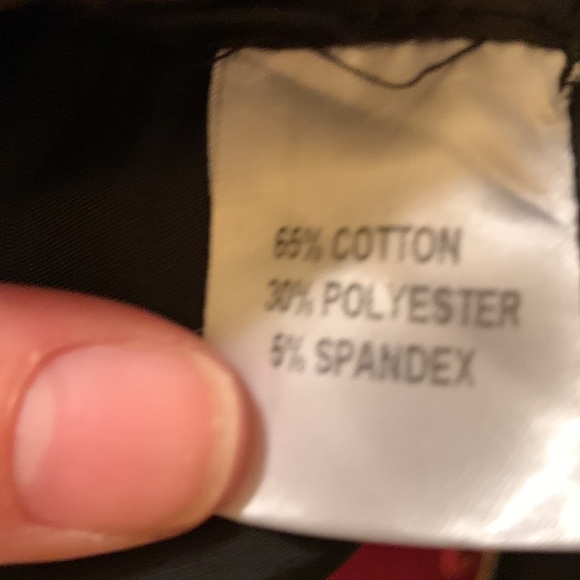 65% COTTON
30% POLYESTER
5% SPANDEX